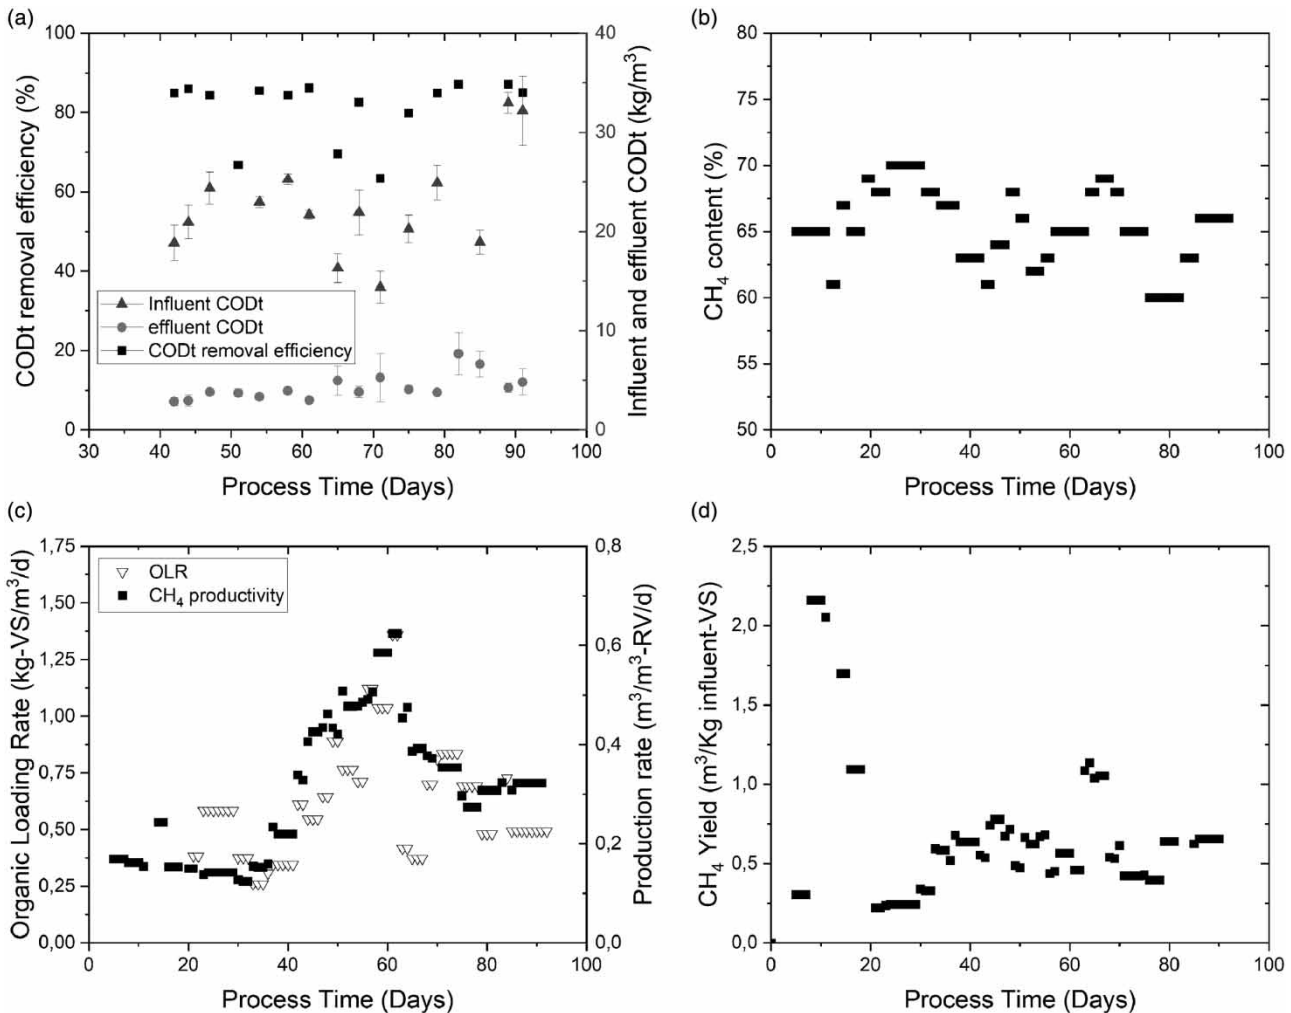 (a)
100
80
60
40
20
0
CODt removal efficiency (%)
Influent CODt
effluent CODt
CODt removal efficiency
40
30
20
10
0
Influent and effluent CODt (kg/m³)
30 40 50 60 70 80 90 100
Process Time (Days)
(b)
80
75
70
65
60
55
50
CH₄ content (%)
0 20 40 60 80 100
Process Time (Days)
(c)
1,75
1,50
1,25
1,00
0,75
0,50
0,25
0,00
Organic Loading Rate (kg-VS/m³/d)
OLR
CH₄ productivity
0,8
0,6
0,4
0,2
0,0
Production rate (m³/m³-RV/d)
0 20 40 60 80 100
Process Time (Days)
(d)
2,5
2,0
1,5
1,0
0,5
0,0
CH₄ Yield (m³/Kg influent-VS)
0 20 40 60 80 100
Process Time (Days)